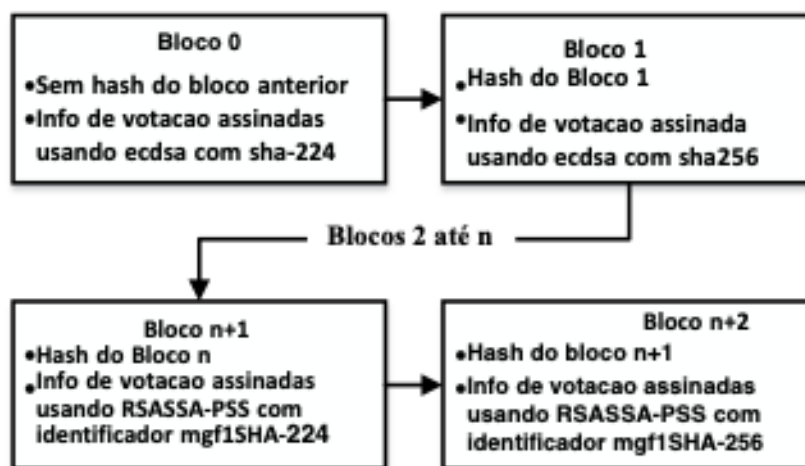 Bloco 0
•Sem hash do bloco anterior
•Info de votacao assinadas
usando ecdsa com sha-224
Bloco 1
•Hash do Bloco 1
•Info de votacao assinada
usando ecdsa com sha256
Blocos 2 até n
Bloco n+1
•Hash do Bloco n
•Info de votacao assinadas
usando RSASSA-PSS com
identificador mgf1SHA-224
Bloco n+2
•Hash do bloco n+1
•Info de votacao assinadas
usando RSASSA-PSS com
identificador mgf1SHA-256